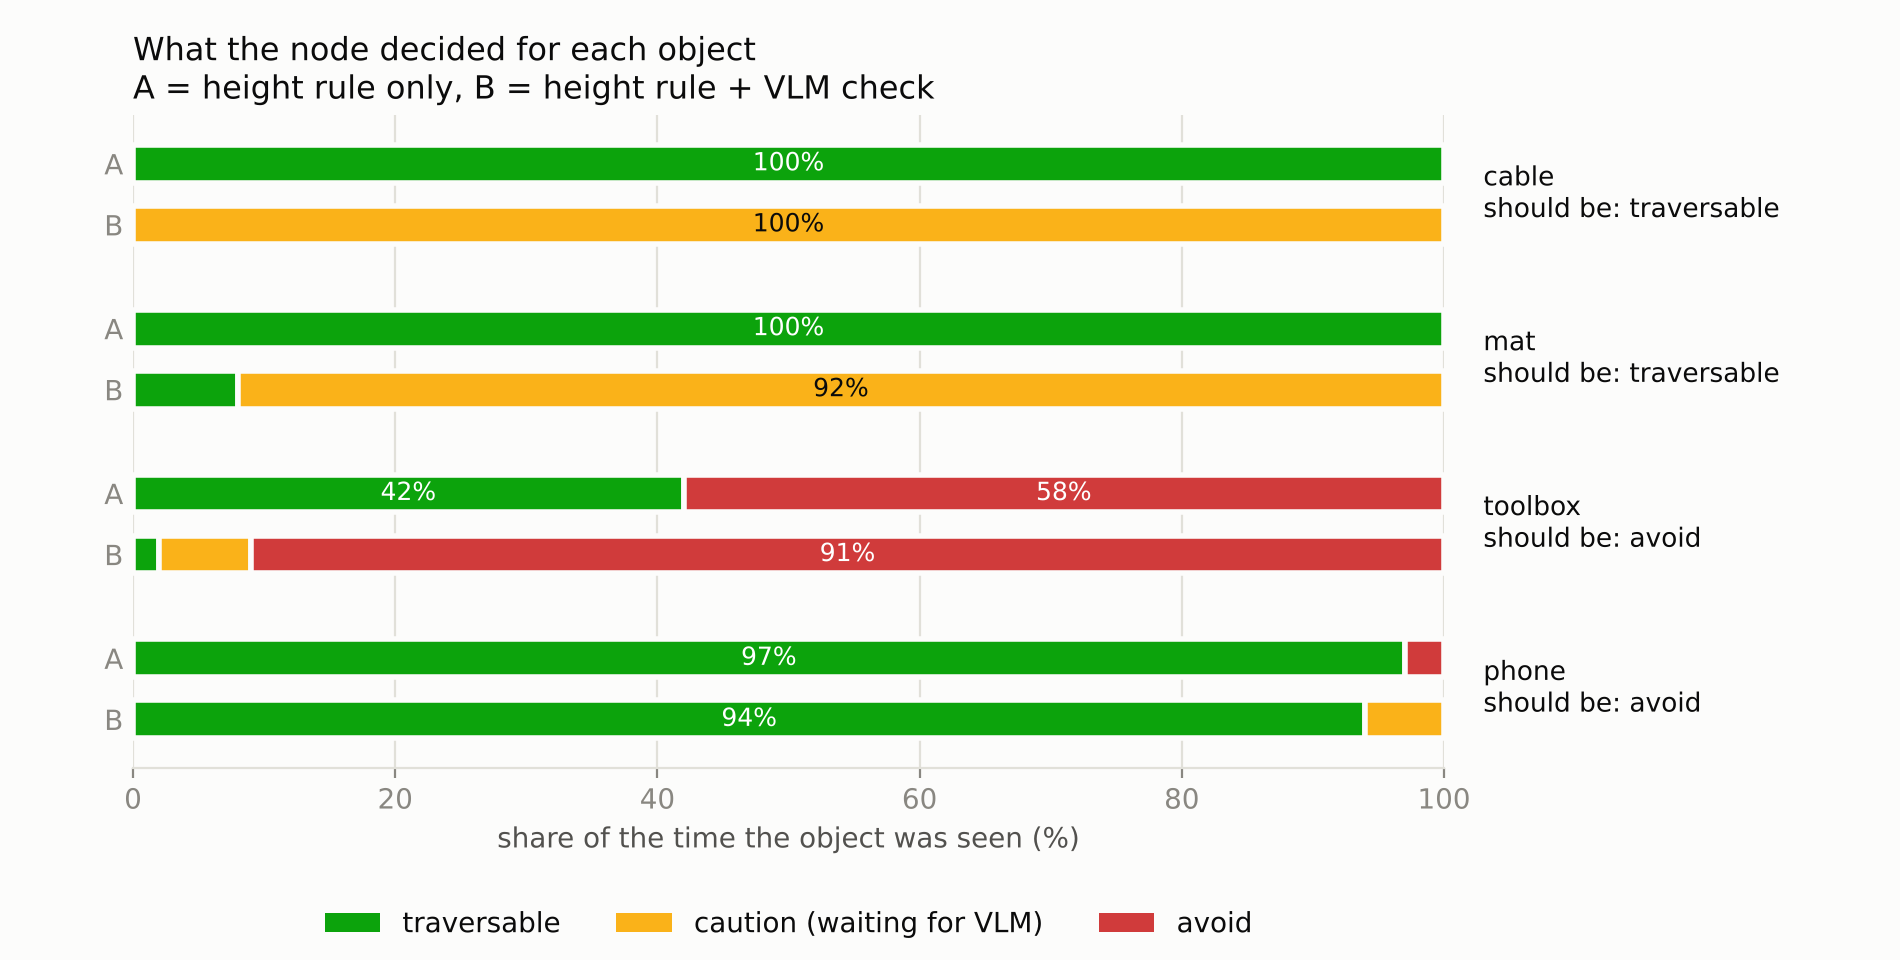 What the node decided for each object
A = height rule only, B = height rule + VLM check
A 100%
cable
should be: traversable
B 100%
A 100%
mat
should be: traversable
B 92%
A 42% 58%
toolbox
should be: avoid
B 91%
A 97%
phone
should be: avoid
B 94%
0 20 40 60 80 100
share of the time the object was seen (%)
traversable caution (waiting for VLM) avoid